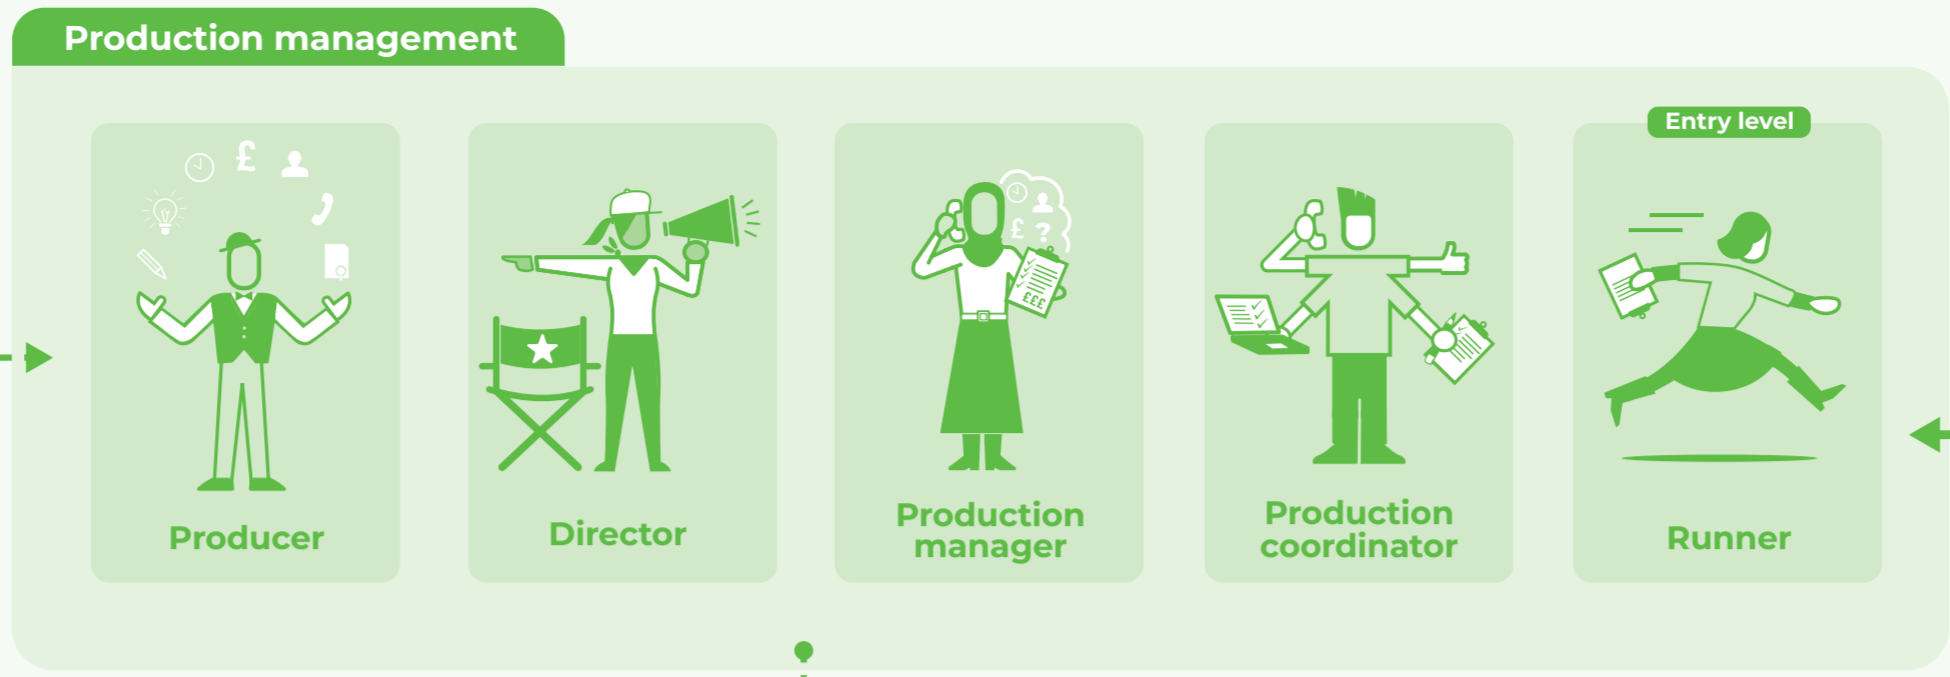 Production management
Entry level
£
£ ?
£££
Producer
Director
Production
manager
Production
coordinator
Runner